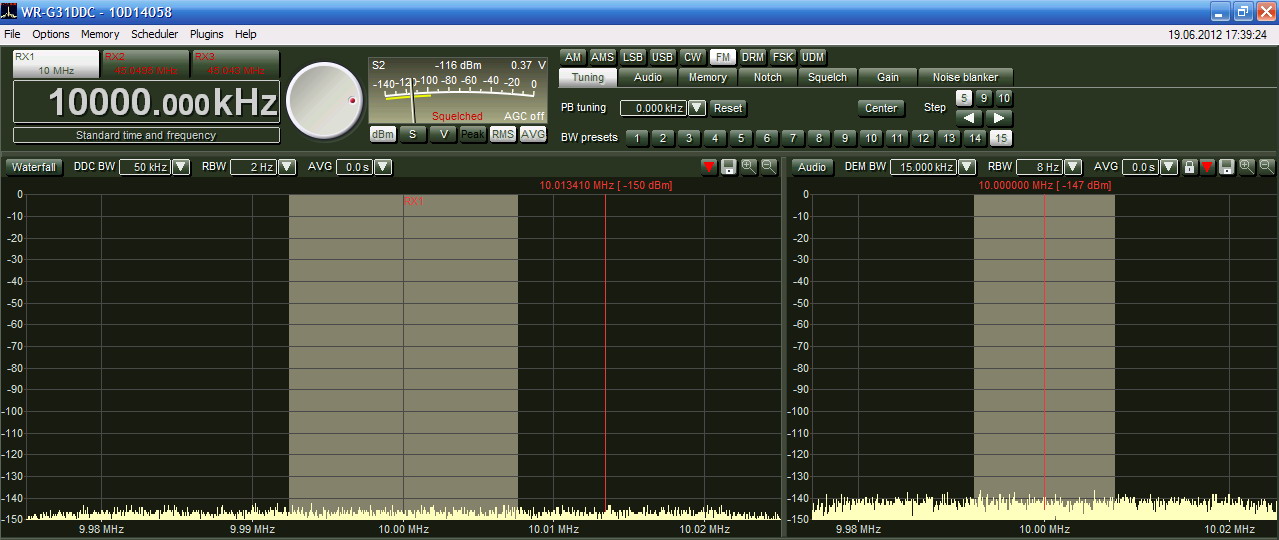 WR-G31DDC - 10D14058
File Options Memory Scheduler Plugins Help 19.06.2012 17:39:24
RX1 RX2 RX3
10 MHz
10000.000kHz
Standard time and frequency
S2 -116 dBm 0.37 V
-140 -120 -100 -80 -60 -40 -20 0
Squelched AGC off
dBm S V Peak RMS AVG
AM AMS LSB USB CW FM DRM FSK UDM
Tuning Audio Memory Notch Squelch Gain Noise blanker
PB tuning 0.000 kHz Reset Center Step 5 9 10
BW presets 1 2 3 4 5 6 7 8 9 10 11 12 13 14 15
Waterfall DDC BW 50 kHz RBW 2 Hz AVG 0.0 s
10.013410 MHz [ -150 dBm]
RX1
0
-10
-20
-30
-40
-50
-60
-70
-80
-90
-100
-110
-120
-130
-140
-150
9.98 MHz 9.99 MHz 10.00 MHz 10.01 MHz 10.02 MHz
Audio DEM BW 15.000 kHz RBW 8 Hz AVG 0.0 s
10.000000 MHz [ -147 dBm]
0
-10
-20
-30
-40
-50
-60
-70
-80
-90
-100
-110
-120
-130
-140
-150
9.98 MHz 10.00 MHz 10.02 MHz